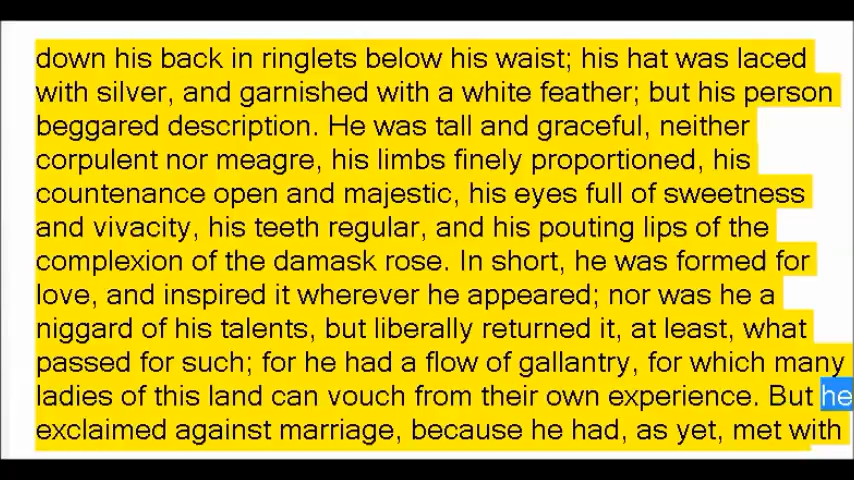 down his back in ringlets below his waist; his hat was laced
with silver, and garnished with a white feather; but his person
beggared description. He was tall and graceful, neither
corpulent nor meagre, his limbs finely proportioned, his
countenance open and majestic, his eyes full of sweetness
and vivacity, his teeth regular, and his pouting lips of the
complexion of the damask rose. In short, he was formed for
love, and inspired it wherever he appeared; nor was he a
niggard of his talents, but liberally returned it, at least, what
passed for such; for he had a flow of gallantry, for which many
ladies of this land can vouch from their own experience. But he
exclaimed against marriage, because he had, as yet, met with